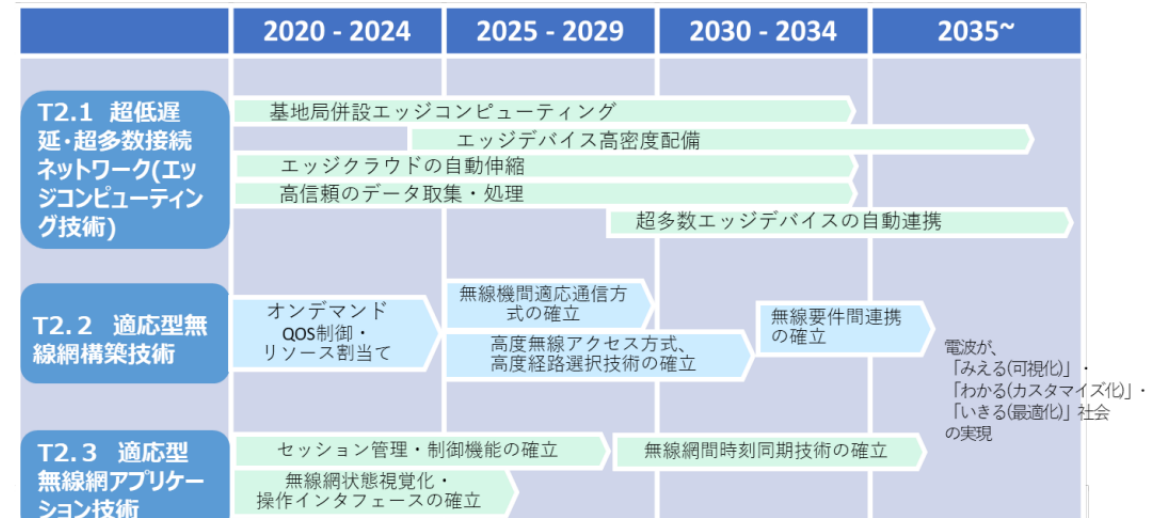 2020 - 2024
2025 - 2029
2030 - 2034
2035~
T2.1 超低遅
延・超多数接続
ネットワーク(エッ
ジコンピューティン
グ技術)
基地局併設エッジコンピューティング
エッジデバイス高密度配備
エッジクラウドの自動伸縮
高信頼のデータ取集・処理
超多数エッジデバイスの自動連携
T2.2 適応型無
線網構築技術
オンデマンド
QOS制御・
リソース割当て
無線機間適応通信方
式の確立
高度無線アクセス方式、
高度経路選択技術の確立
無線要件間連携
の確立
電波が、
「みえる(可視化)」・
「わかる(カスタマイズ化)」・
「いきる(最適化)」社会
の実現
T2.3 適応型
無線網アプリケー
ション技術
セッション管理・制御機能の確立
無線網間時刻同期技術の確立
無線網状態視覚化・
操作インタフェースの確立